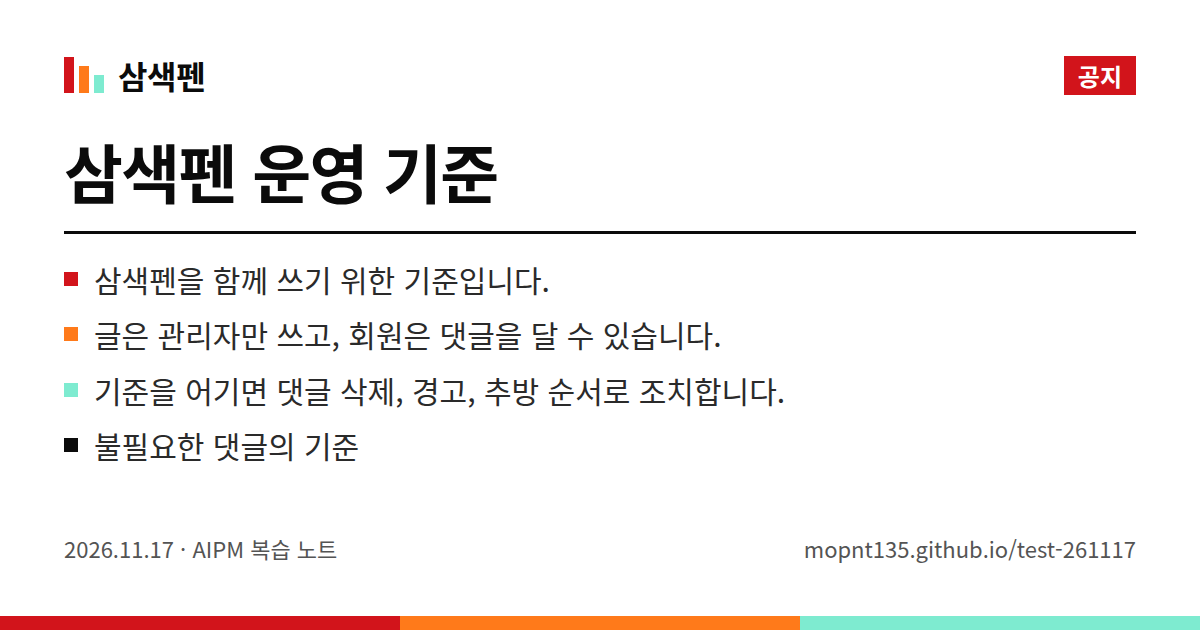 삼색펜
공지
삼색펜 운영 기준
삼색펜을 함께 쓰기 위한 기준입니다.
글은 관리자만 쓰고, 회원은 댓글을 달 수 있습니다.
기준을 어기면 댓글 삭제, 경고, 추방 순서로 조치합니다.
불필요한 댓글의 기준
2026.11.17 · AIPM 복습 노트
mopnt135.github.io/test-261117